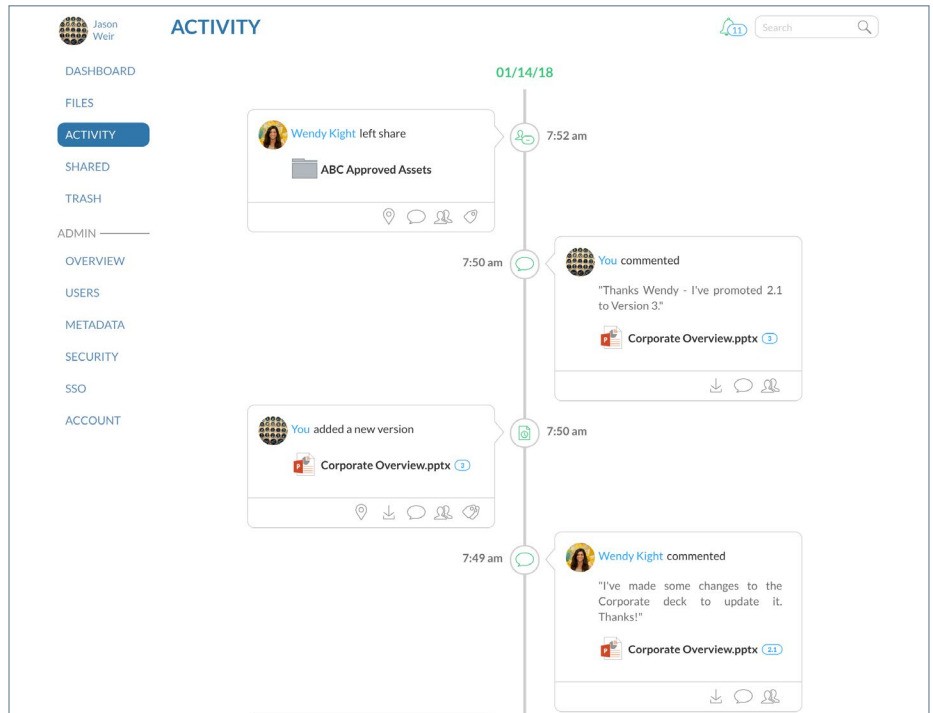 Jason
Weir
ACTIVITY
11
Search
DASHBOARD
FILES
ACTIVITY
SHARED
TRASH
ADMIN
OVERVIEW
USERS
METADATA
SECURITY
SSO
ACCOUNT
01/14/18
Wendy Kight left share
ABC Approved Assets
7:52 am
7:50 am
You commented
"Thanks Wendy - I've promoted 2.1
to Version 3."
P Corporate Overview.pptx 3
You added a new version
P Corporate Overview.pptx 3
7:50 am
7:49 am
Wendy Kight commented
"I've made some changes to the
Corporate deck to update it.
Thanks!"
P Corporate Overview.pptx 2.1